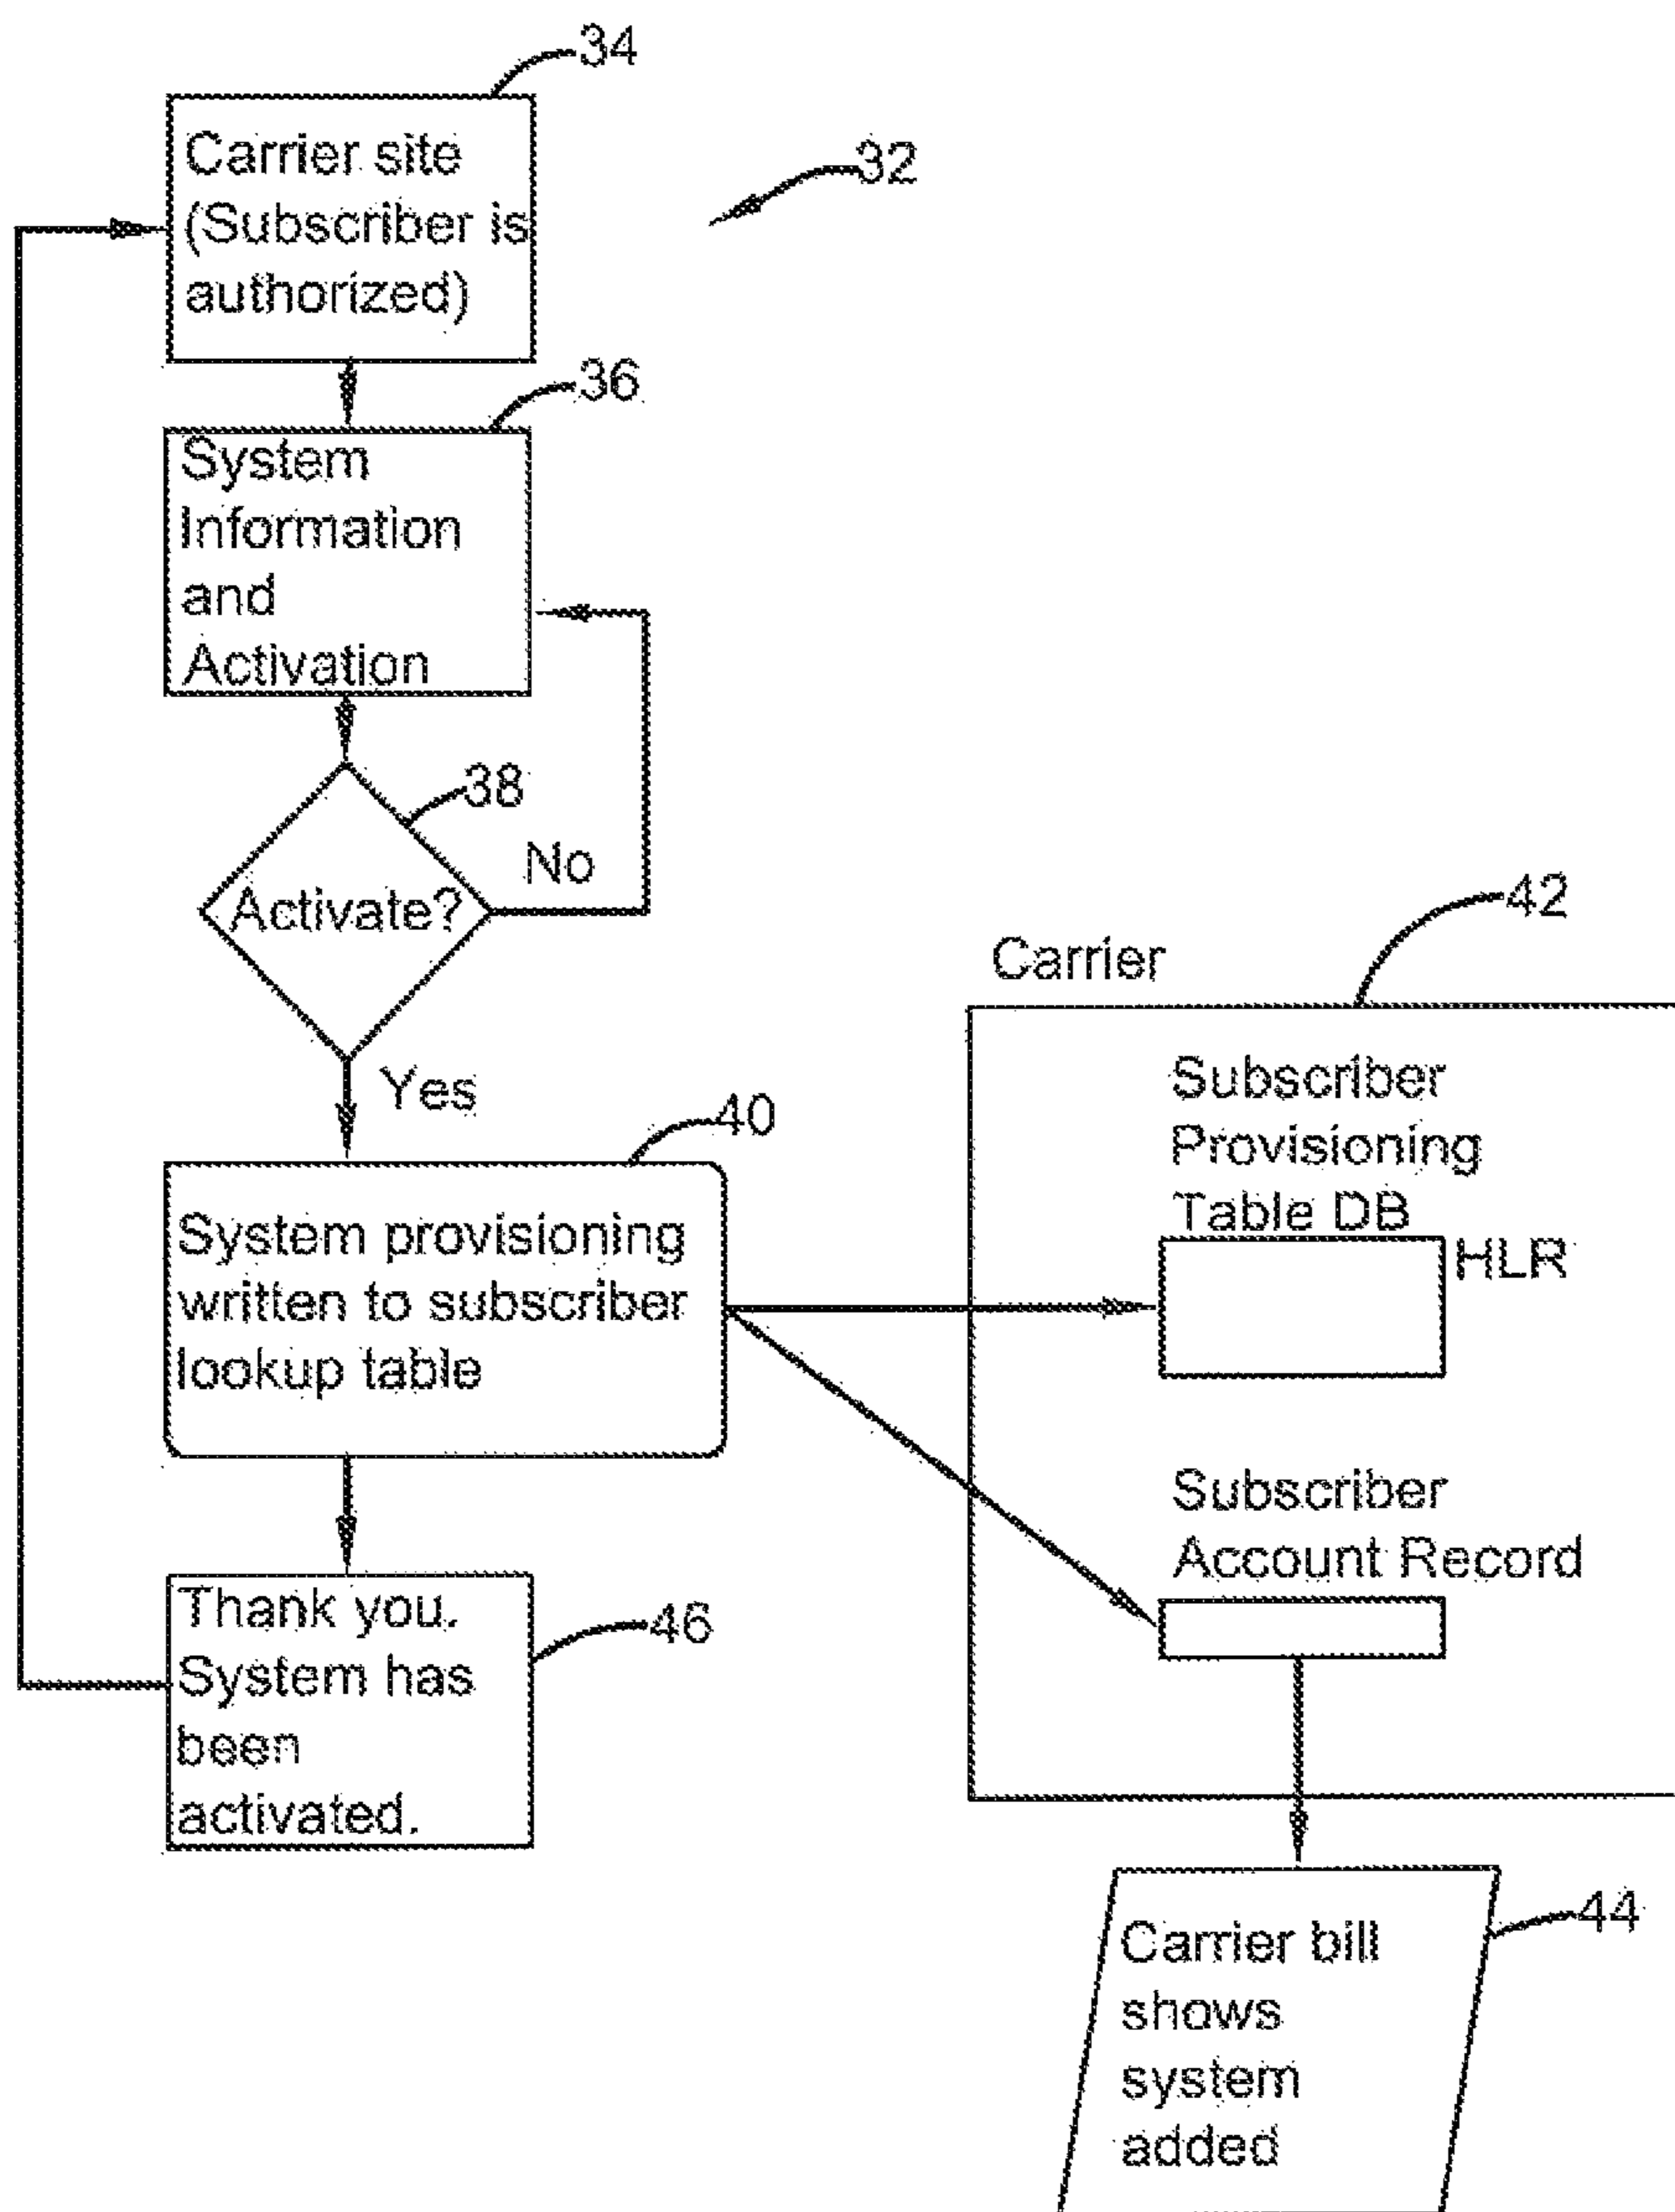 34
Carrier site
(Subscriber is
authorized)
32
36
System
Information
and
Activation
38
No
Activate?
Yes
40
System provisioning
written to subscriber
lookup table
46
Thank you.
System has
been
activated.
42
Carrier
Subscriber
Provisioning
Table DB
HLR
Subscriber
Account Record
44
Carrier bill
shows
system
added